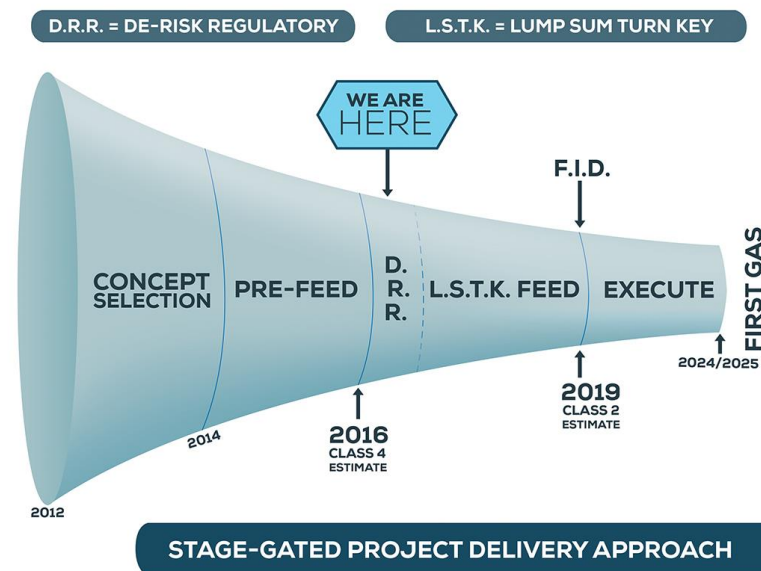 D.R.R. = DE-RISK REGULATORY
L.S.T.K. = LUMP SUM TURN KEY
WE ARE
HERE
F.I.D.
CONCEPT
SELECTION
PRE-FEED
D.
R.
R.
L.S.T.K. FEED
EXECUTE
FIRST GAS
2024/2025
2019
CLASS 2
ESTIMATE
2016
CLASS 4
ESTIMATE
2014
2012
STAGE-GATED PROJECT DELIVERY APPROACH